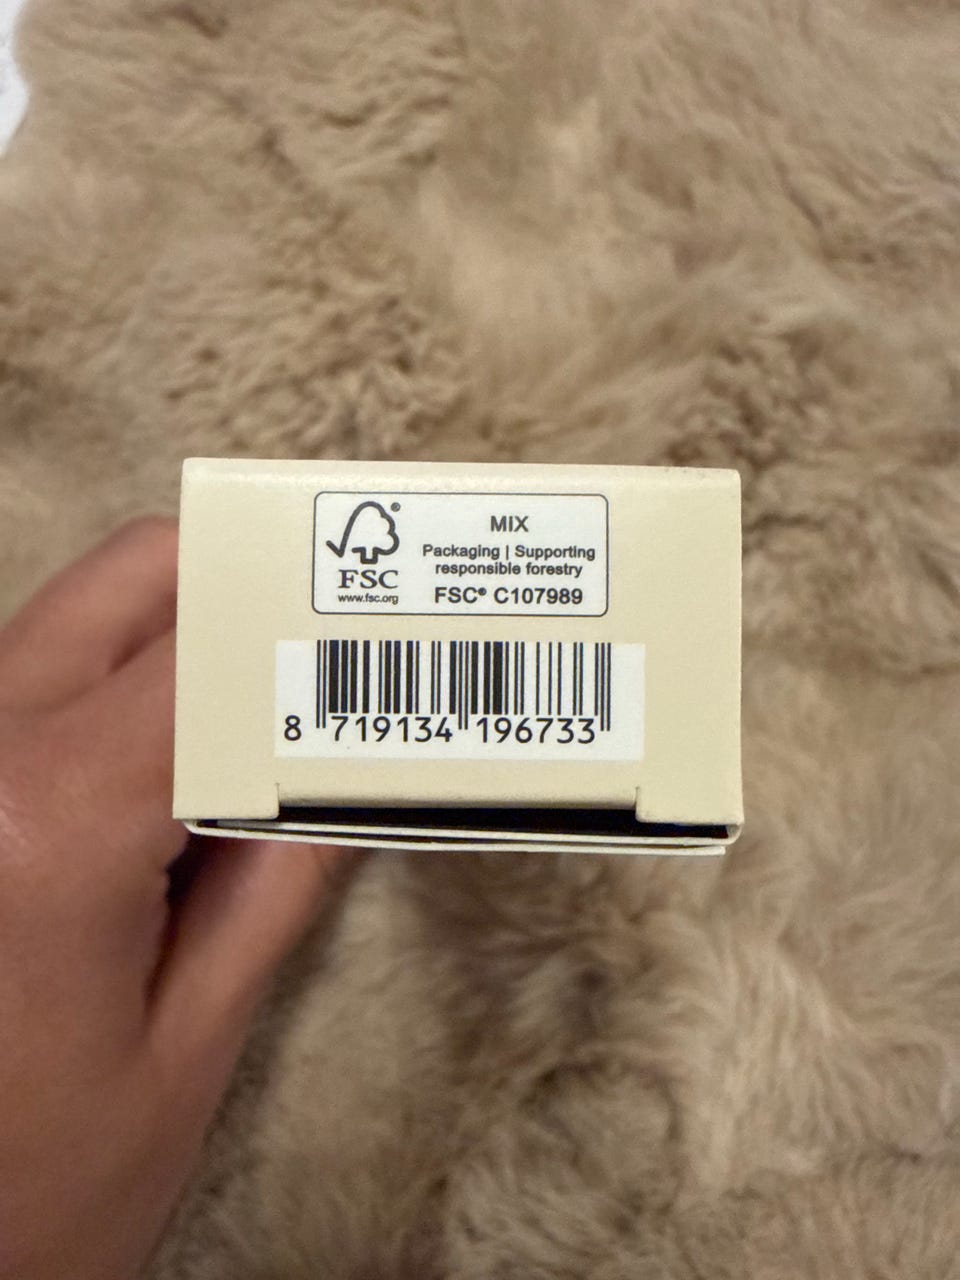 MIX
Packaging | Supporting
responsible forestry
FSC® C107989
®
FSC
www.fsc.org
8 719134 196733